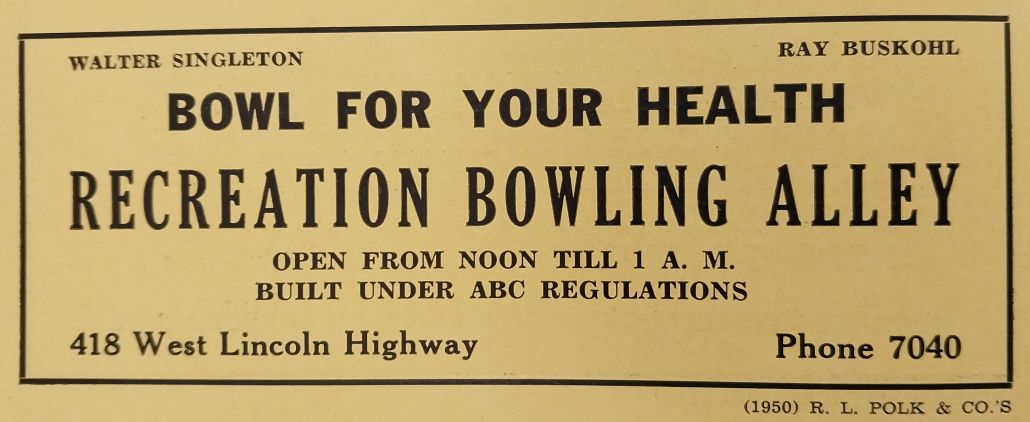 WALTER SINGLETON RAY BUSKOHL
BOWL FOR YOUR HEALTH
RECREATION BOWLING ALLEY
OPEN FROM NOON TILL 1 A. M.
BUILT UNDER ABC REGULATIONS
418 West Lincoln Highway Phone 7040
(1950) R. L. POLK & CO.'S